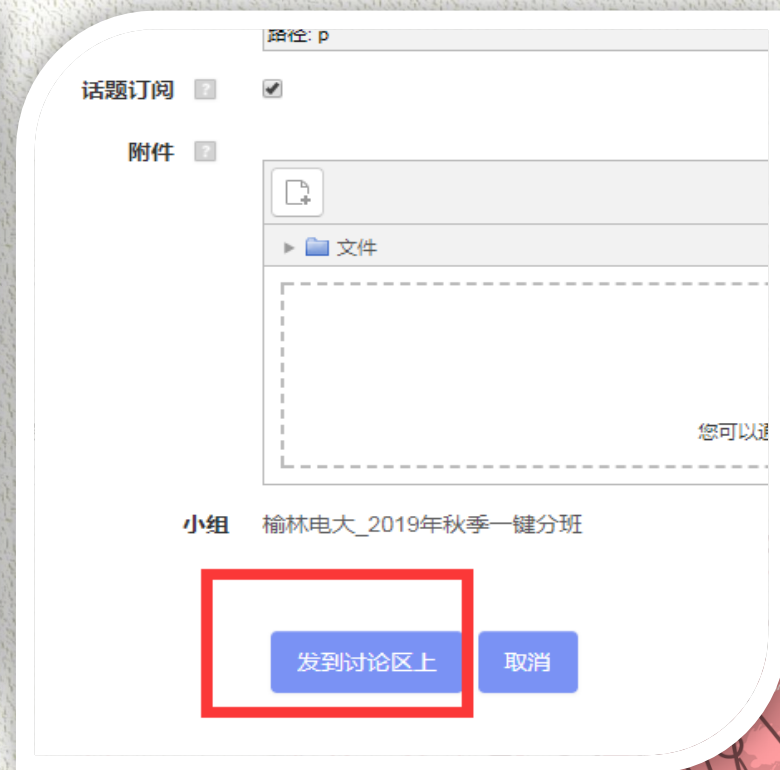 路径: p
话题订阅 ?
附件 ?
文件
您可以通
小组 榆林电大_2019年秋季一键分班
发到讨论区上 取消